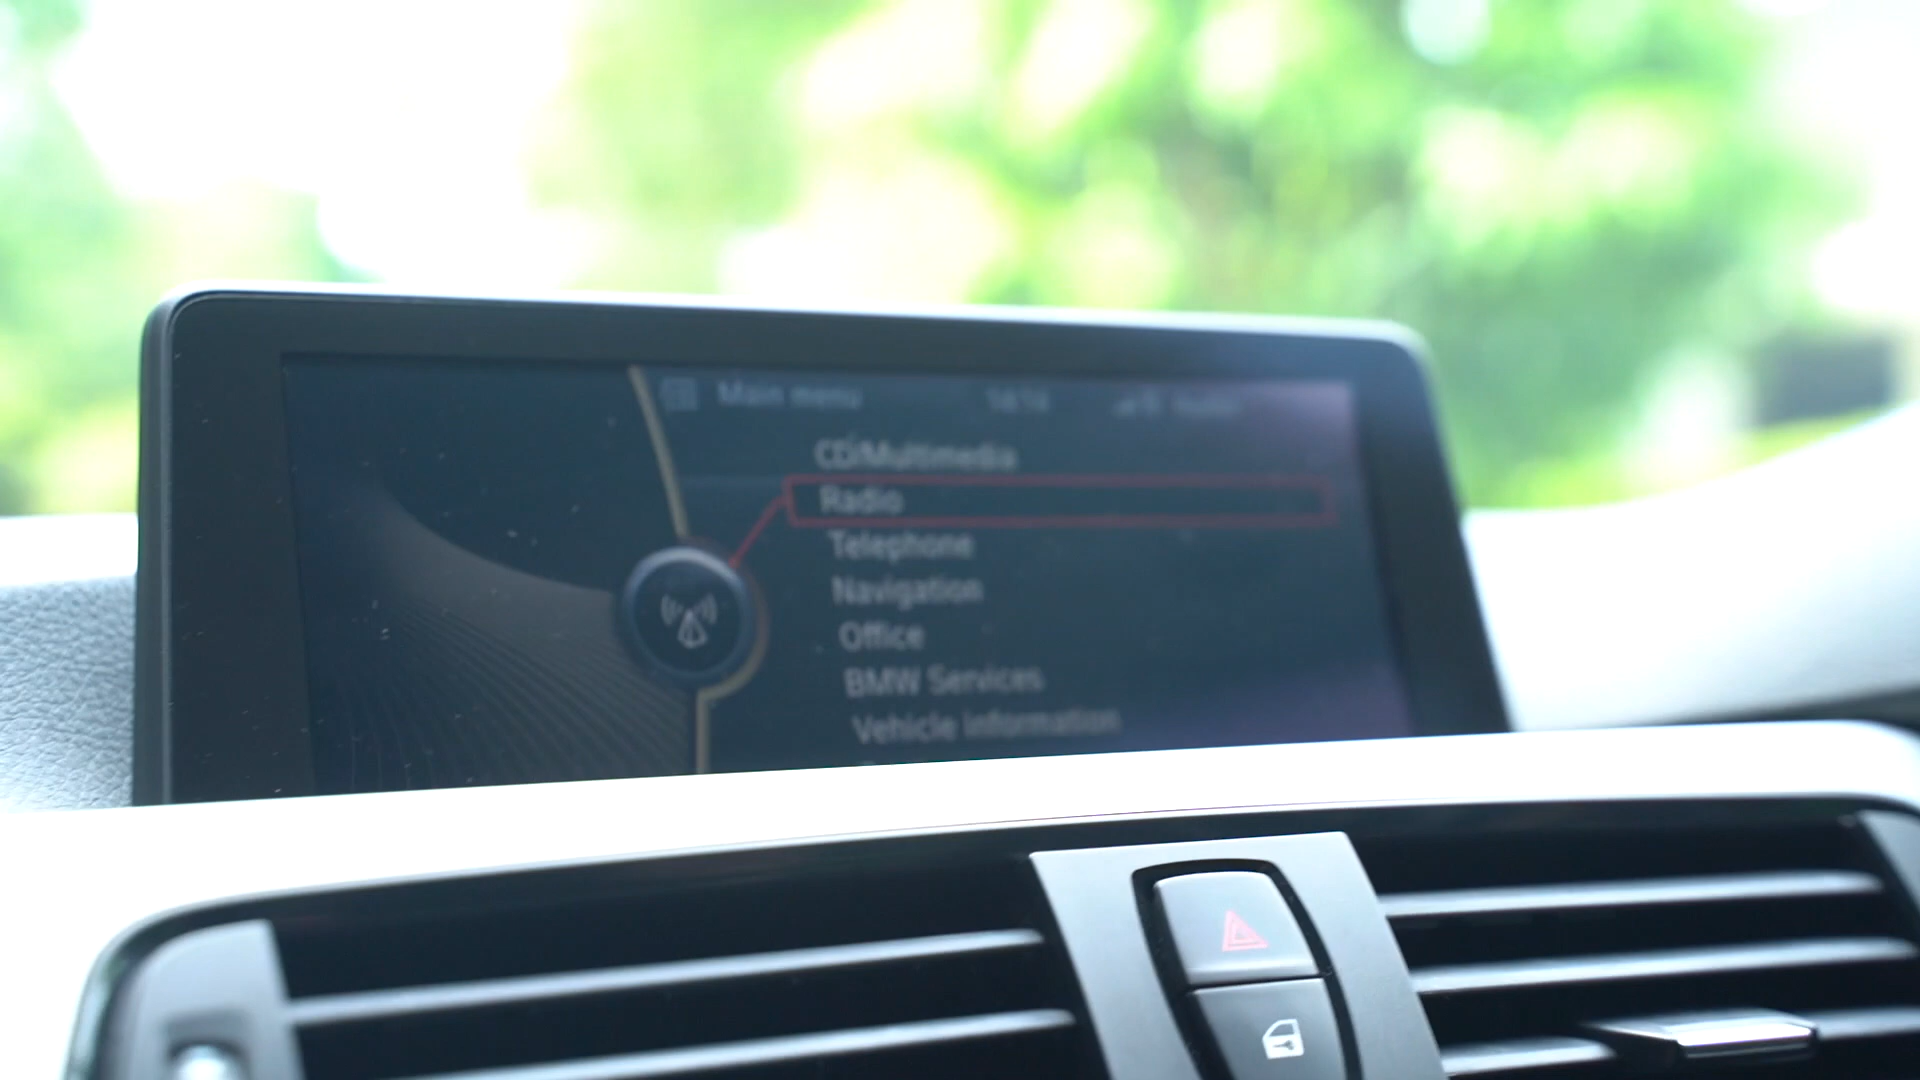 Main menu
CD/Multimedia
Radio
Telephone
Navigation
Office
BMW Services
Vehicle information